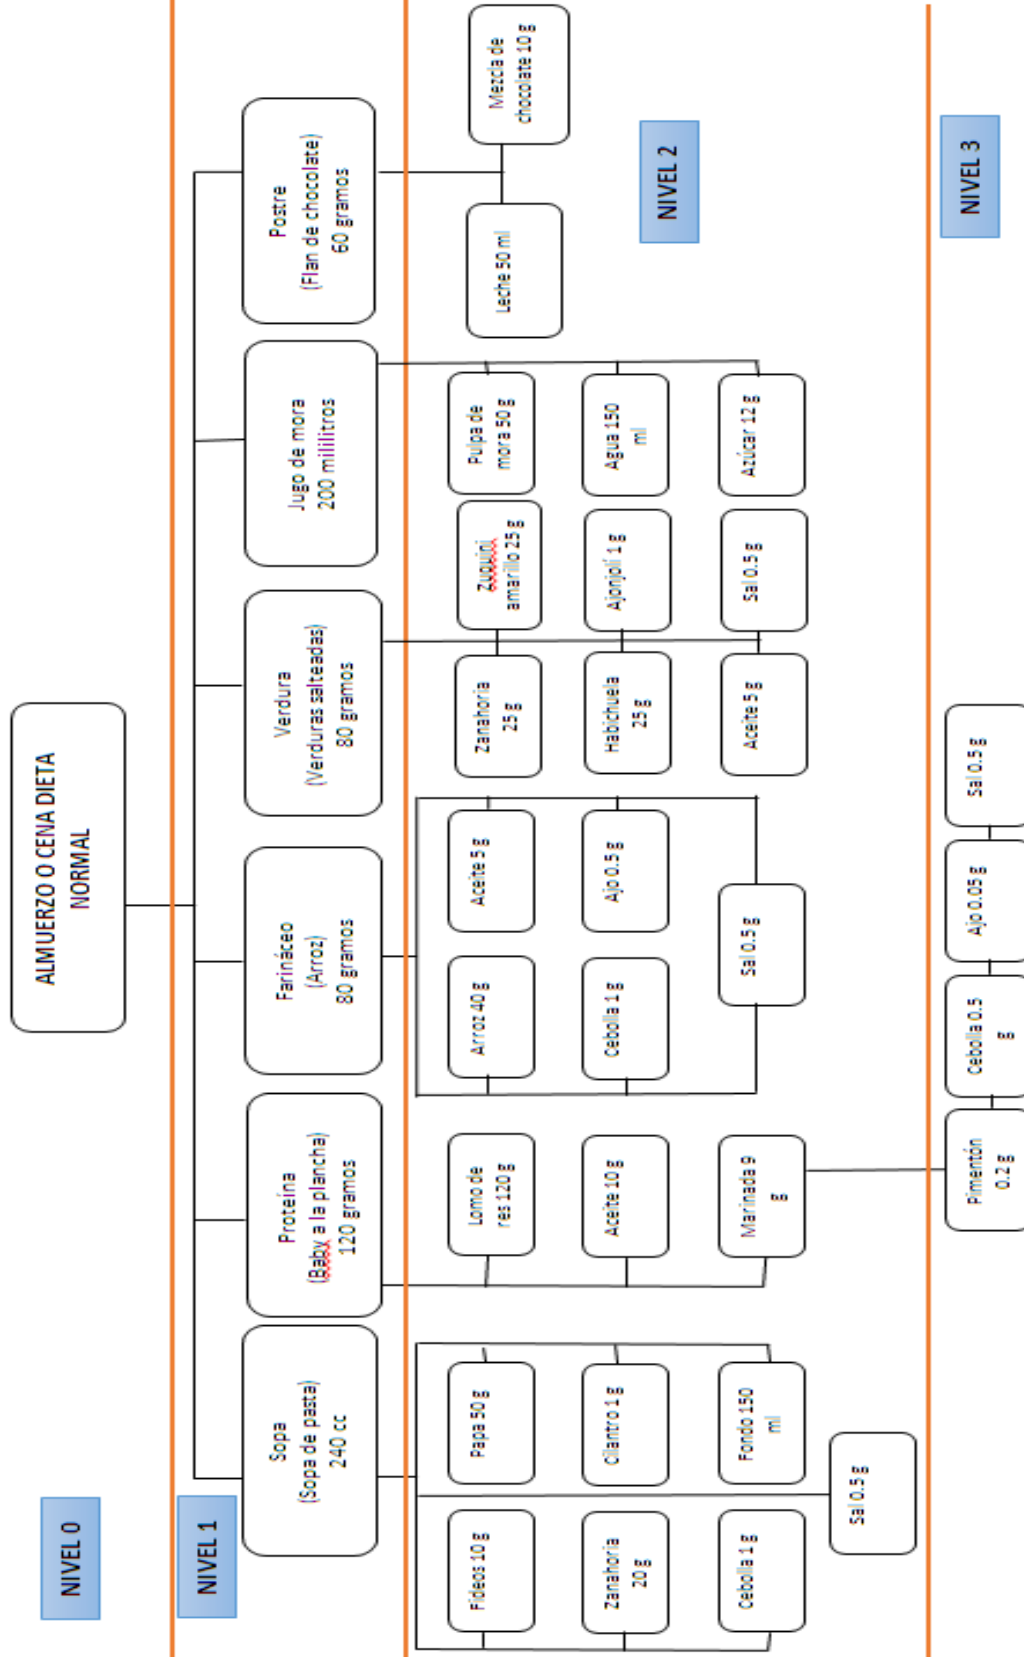 NIVEL 0
ALMUERZO O CENA DIETA
NORMAL
NIVEL 1
Sopa
(Sopa de pasta)
240 cc
Proteína
(Baby a la plancha)
120 gramos
Farináceo
(Arroz)
80 gramos
Verdura
(Verduras salteadas)
80 gramos
Jugo de mora
200 mililitros
Postre
(Flan de chocolate)
60 gramos
NIVEL 2
Fideos 10 g
Papa 50 g
Zanahoria
20 g
Cilantro 1 g
Cebolla 1 g
Fondo 150
ml
Sal 0.5 g
Lomo de
res 120 g
Aceite 10 g
Marinada 9
g
Arroz 40 g
Aceite 5 g
Cebolla 1 g
Ajo 0.5 g
Sal 0.5 g
Zanahoria
25 g
Zuquini
amarillo 25 g
Habichuela
25 g
Ajonjolí 1 g
Aceite 5 g
Sal 0.5 g
Pulpa de
mora 50 g
Agua 150
ml
Azúcar 12 g
Leche 50 ml
Mezcla de
chocolate 10 g
NIVEL 3
Pimentón
0.2 g
Cebolla 0.5
g
Ajo 0.05 g
Sal 0.5 g